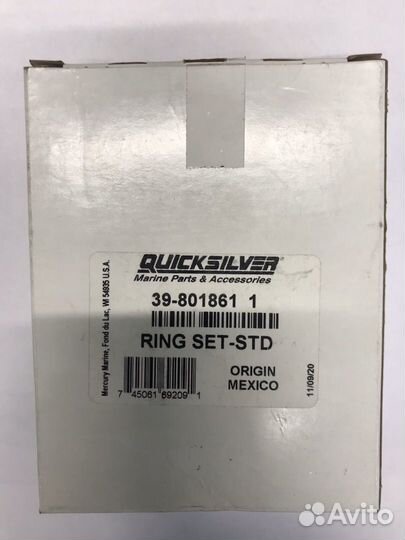 QUICKSILVER®
Marine Parts & Accessories
39-801861 1
RING SET-STD
7 45061 69209 1
ORIGIN
MEXICO
Mercury Marine, Fond du Lac, WI 54935 U.S.A.
11/09/20
Avito